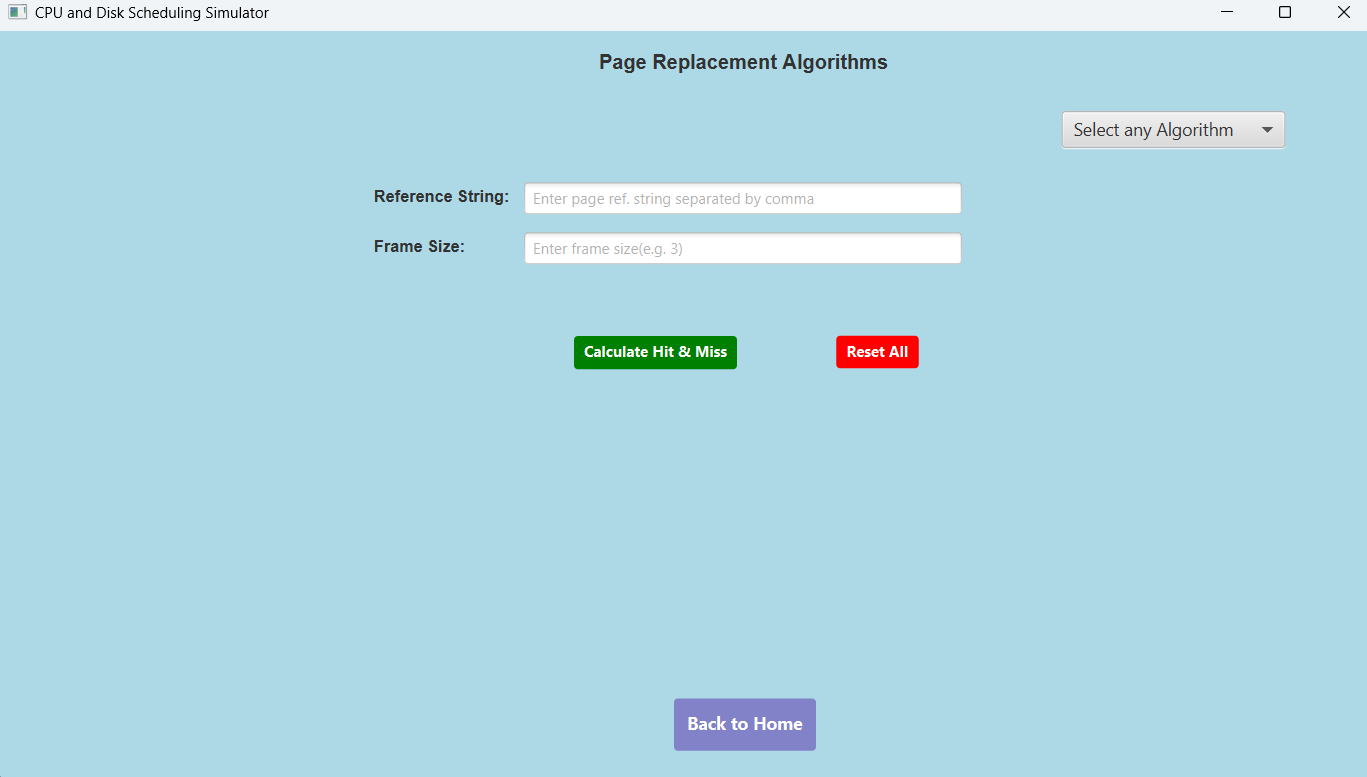 CPU and Disk Scheduling Simulator
Page Replacement Algorithms
Select any Algorithm
Reference String: Enter page ref. string separated by comma
Frame Size: Enter frame size(e.g. 3)
Calculate Hit & Miss Reset All
Back to Home